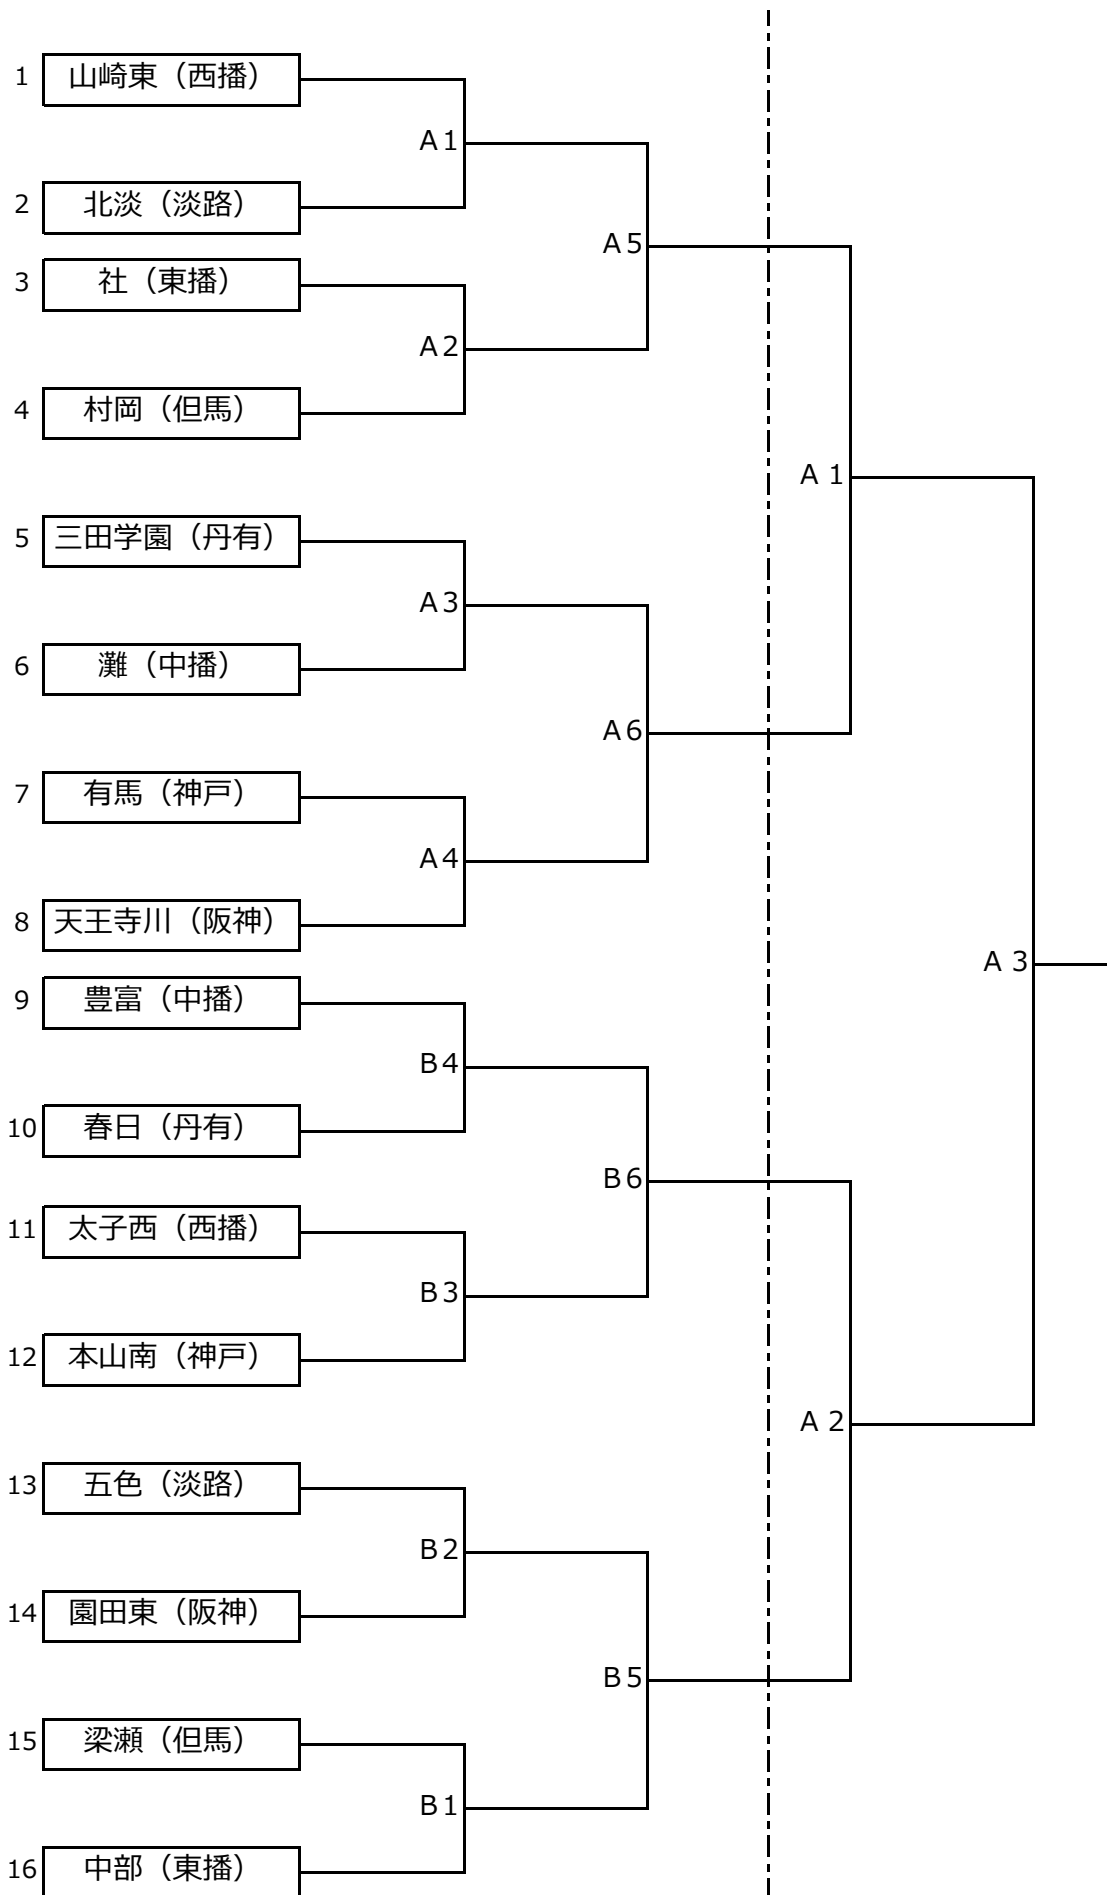 1 山崎東（西播）
A1
2 北淡（淡路）
A5
3 社（東播）
A2
4 村岡（但馬）
A 1
5 三田学園（丹有）
A3
6 灘（中播）
A6
7 有馬（神戸）
A4
8 天王寺川（阪神）
A 3
9 豊富（中播）
B4
10 春日（丹有）
B6
11 太子西（西播）
B3
12 本山南（神戸）
A 2
13 五色（淡路）
B2
14 園田東（阪神）
B5
15 梁瀬（但馬）
B1
16 中部（東播）